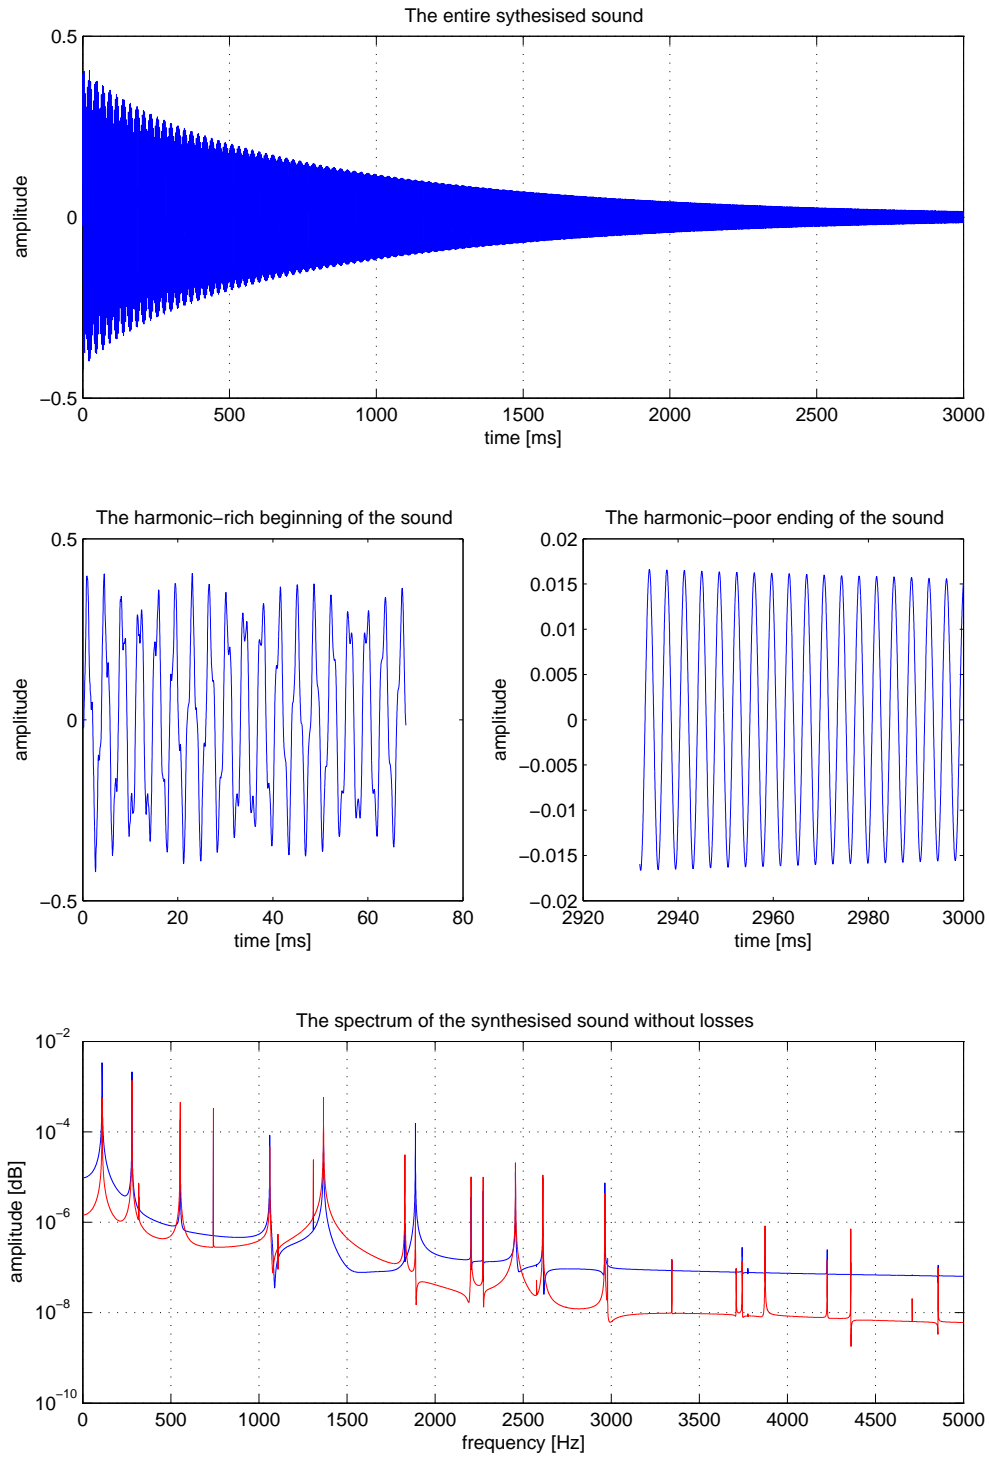 The entire sythesised sound
0.5
0
−0.5
amplitude
0 500 1000 1500 2000 2500 3000
time [ms]
The harmonic−rich beginning of the sound
0.5
0
−0.5
amplitude
0 20 40 60 80
time [ms]
The harmonic−poor ending of the sound
0.02
0.015
0.01
0.005
0
−0.005
−0.01
−0.015
−0.02
amplitude
2920 2940 2960 2980 3000
time [ms]
The spectrum of the synthesised sound without losses
10−2
10−4
10−6
10−8
10−10
amplitude [dB]
0 500 1000 1500 2000 2500 3000 3500 4000 4500 5000
frequency [Hz]